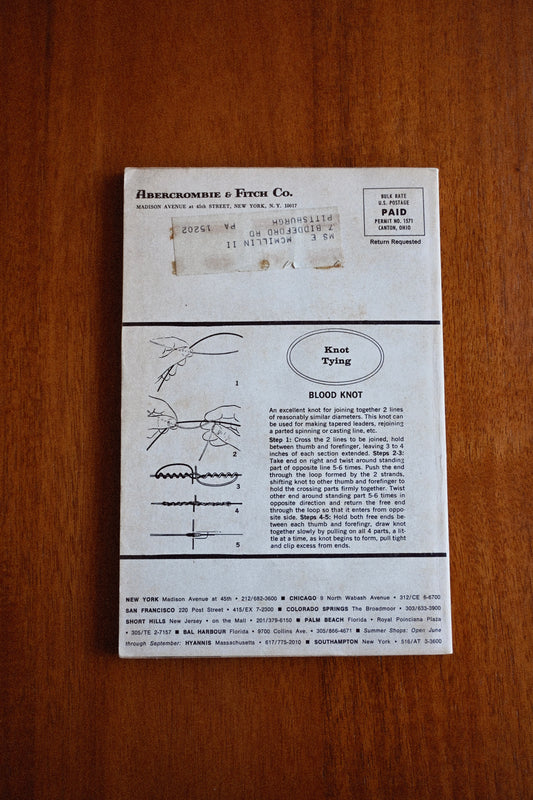 ABERCROMBIE & FITCH CO.
MADISON AVENUE at 45th STREET, NEW YORK, N.Y. 10017
BULK RATE
U.S. POSTAGE
PAID
PERMIT NO. 1571
CANTON, OHIO
Return Requested
MS E MCMILLIN II
7 BIDDEFORD RD
PITTSBURGH PA 15202
Knot
Tying
BLOOD KNOT
1
2
3
4
5
An excellent knot for joining together 2 lines
of reasonably similar diameters. This knot can
be used for making tapered leaders, rejoining
a parted spinning or casting line, etc.
Step 1: Cross the 2 lines to be joined, hold
between thumb and forefinger, leaving 3 to 4
inches of each section extended. Steps 2-3:
Take end on right and twist around standing
part of opposite line 5-6 times. Push the end
through the loop formed by the 2 strands,
shifting knot to other thumb and forefinger to
hold the crossing parts firmly together. Twist
other end around standing part 5-6 times in
opposite direction and return the free end
through the loop so that it enters from oppo-
site side. Steps 4-5: Hold both free ends be-
tween each thumb and forefingr, draw knot
together slowly by pulling on all 4 parts, a lit-
tle at a time, as knot begins to form, pull tight
and clip excess from ends.
NEW YORK Madison Avenue at 45th • 212/682-3600 ■ CHICAGO 9 North Wabash Avenue • 312/CE 6-6700
SAN FRANCISCO 220 Post Street • 415/EX 7-2300 ■ COLORADO SPRINGS The Broadmoor • 303/633-3900
SHORT HILLS New Jersey • on the Mall • 201/379-6150 ■ PALM BEACH Florida • Royal Poinciana Plaza
• 305/TE 2-7157 ■ BAL HARBOUR Florida • 9700 Collins Ave. • 305/866-4671 ■ Summer Shops: Open June
through September: HYANNIS Massachusetts • 617/775-2010 ■ SOUTHAMPTON New York • 516/AT 3-3600